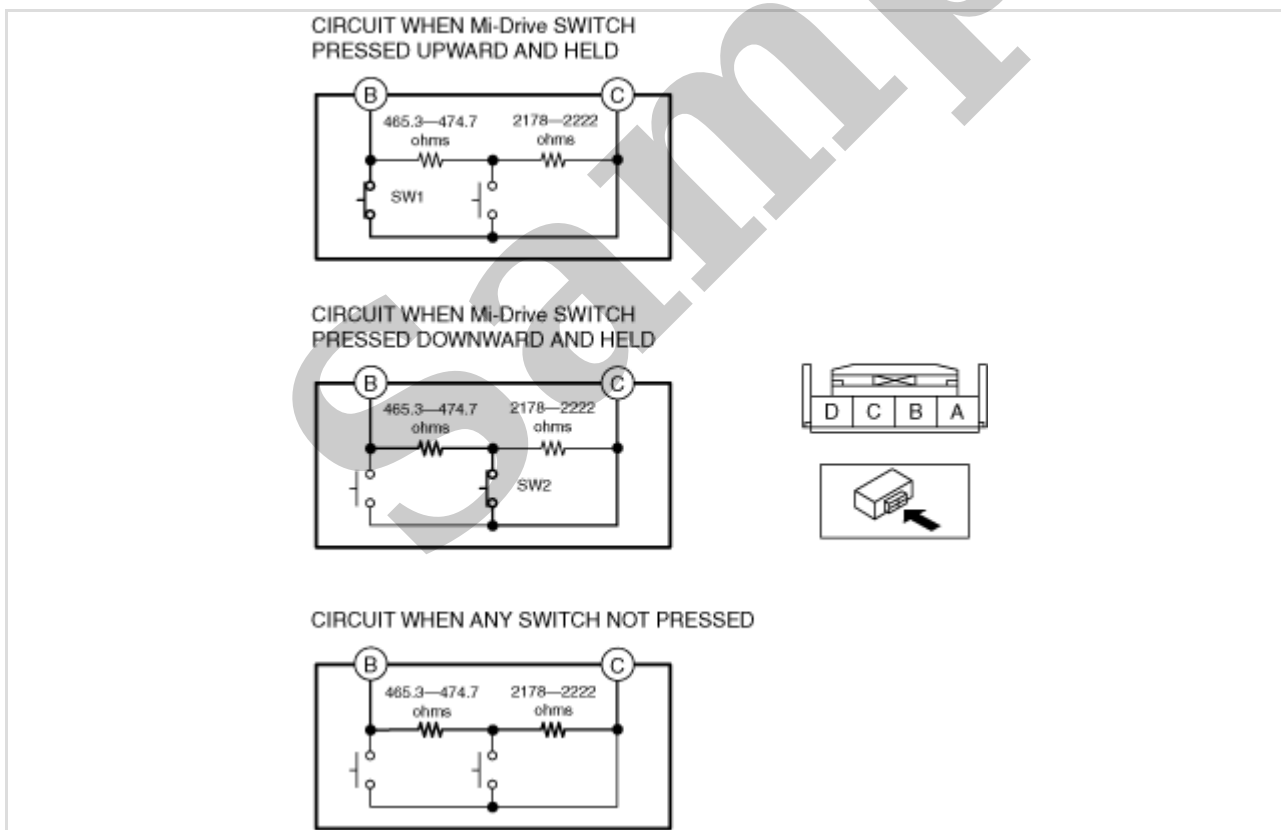 CIRCUIT WHEN Mi-Drive SWITCH
PRESSED UPWARD AND HELD
B
C
465.3—474.7
ohms
2178—2222
ohms
SW1
CIRCUIT WHEN Mi-Drive SWITCH
PRESSED DOWNWARD AND HELD
B
C
465.3—474.7
ohms
2178—2222
ohms
SW2
D C B A
CIRCUIT WHEN ANY SWITCH NOT PRESSED
B
C
465.3—474.7
ohms
2178—2222
ohms
Samp